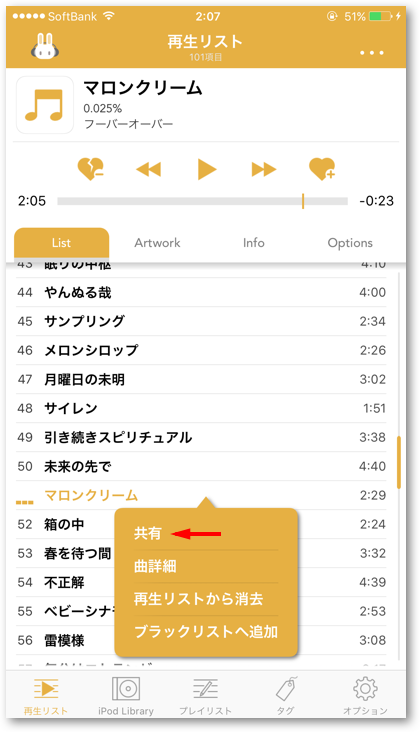 SoftBank 2:07 51%
再生リスト
101項目
マロンクリーム
0.025%
フーバーオーバー
2:05 -0:23
List Artwork Info Options
43 眠りの中枢 4:10
44 やんぬる哉 4:00
45 サンプリング 2:34
46 メロンシロップ 2:26
47 月曜日の未明 3:02
48 サイレン 1:51
49 引き続きスピリチュアル 3:38
50 未来の先で 4:40
マロンクリーム 2:29
52 箱の中 2:24
53 春を待つ間 3:32
54 不正解 4:39
55 ベビーシナ 2:53
56 雷模様 3:08
共有
曲詳細
再生リストから消去
ブラックリストへ追加
再生リスト iPod Library プレイリスト タグ オプション